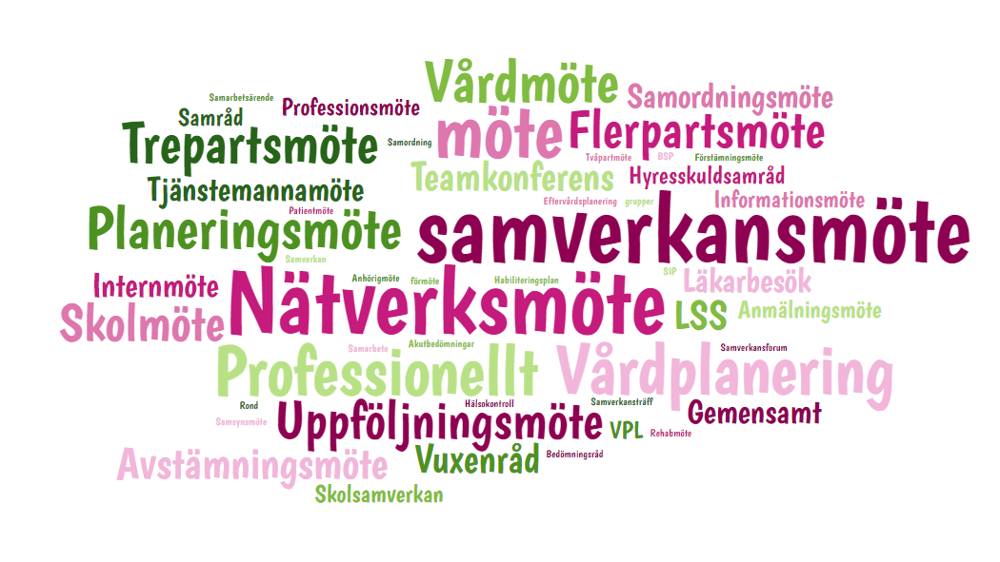 Vårdmöte
Samarbetsärende
Professionsmöte
Samordningsmöte
Samråd
möte
Flerpartsmöte
Trepartsmöte
Samordning
Tvåpartmöte
BSP
Förstämningsmöte
Teamkonferens
Hyresskuldsamråd
Tjänstemannamöte
Eftervårdsplanering
grupper
Informationsmöte
Patientmöte
Planeringsmöte
samverkansmöte
Samverkan
SIP
Internmöte
Anhörigmöte
förmöte
Habiliteringsplan
Läkarbesök
Nätverksmöte
Skolmöte
LSS
Anmälningsmöte
Samarbete
Akutbedömningar
Samverkansforum
Professionellt
Vårdplanering
Rond
Hälsokontroll
Samverkansträff
Gemensamt
Samsynsmöte
Uppföljningsmöte
VPL
Rehabmöte
Avstämningsmöte
Vuxenråd
Bedömningsråd
Skolsamverkan